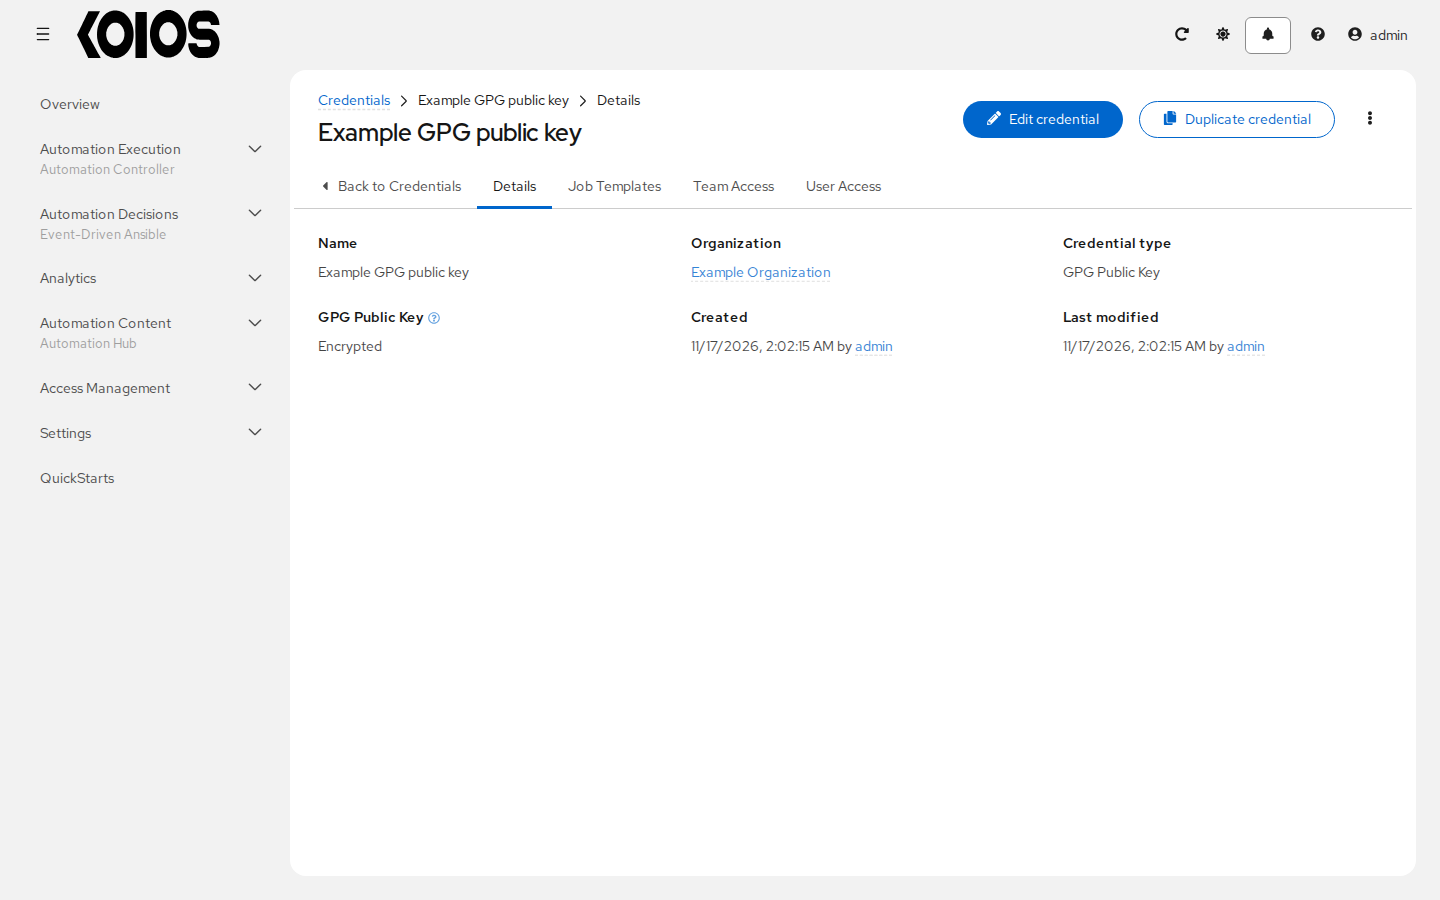 KOIOS
admin
Overview
Automation Execution
Automation Controller
Automation Decisions
Event-Driven Ansible
Analytics
Automation Content
Automation Hub
Access Management
Settings
QuickStarts
Credentials > Example GPG public key > Details
Example GPG public key
Edit credential
Duplicate credential
Back to Credentials
Details
Job Templates
Team Access
User Access
Name
Example GPG public key
Organization
Example Organization
Credential type
GPG Public Key
GPG Public Key
Encrypted
Created
11/17/2026, 2:02:15 AM by admin
Last modified
11/17/2026, 2:02:15 AM by admin